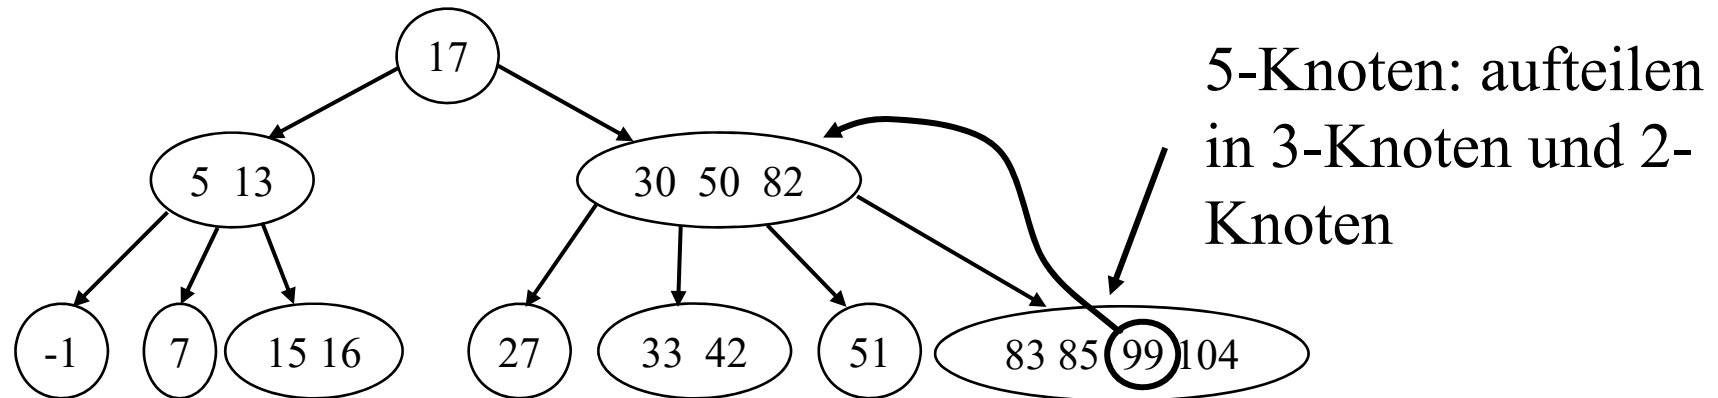 17
5-Knoten: aufteilen
in 3-Knoten und 2-
Knoten
5 13
30 50 82
-1
7
15 16
27
33 42
51
83 85 99 104